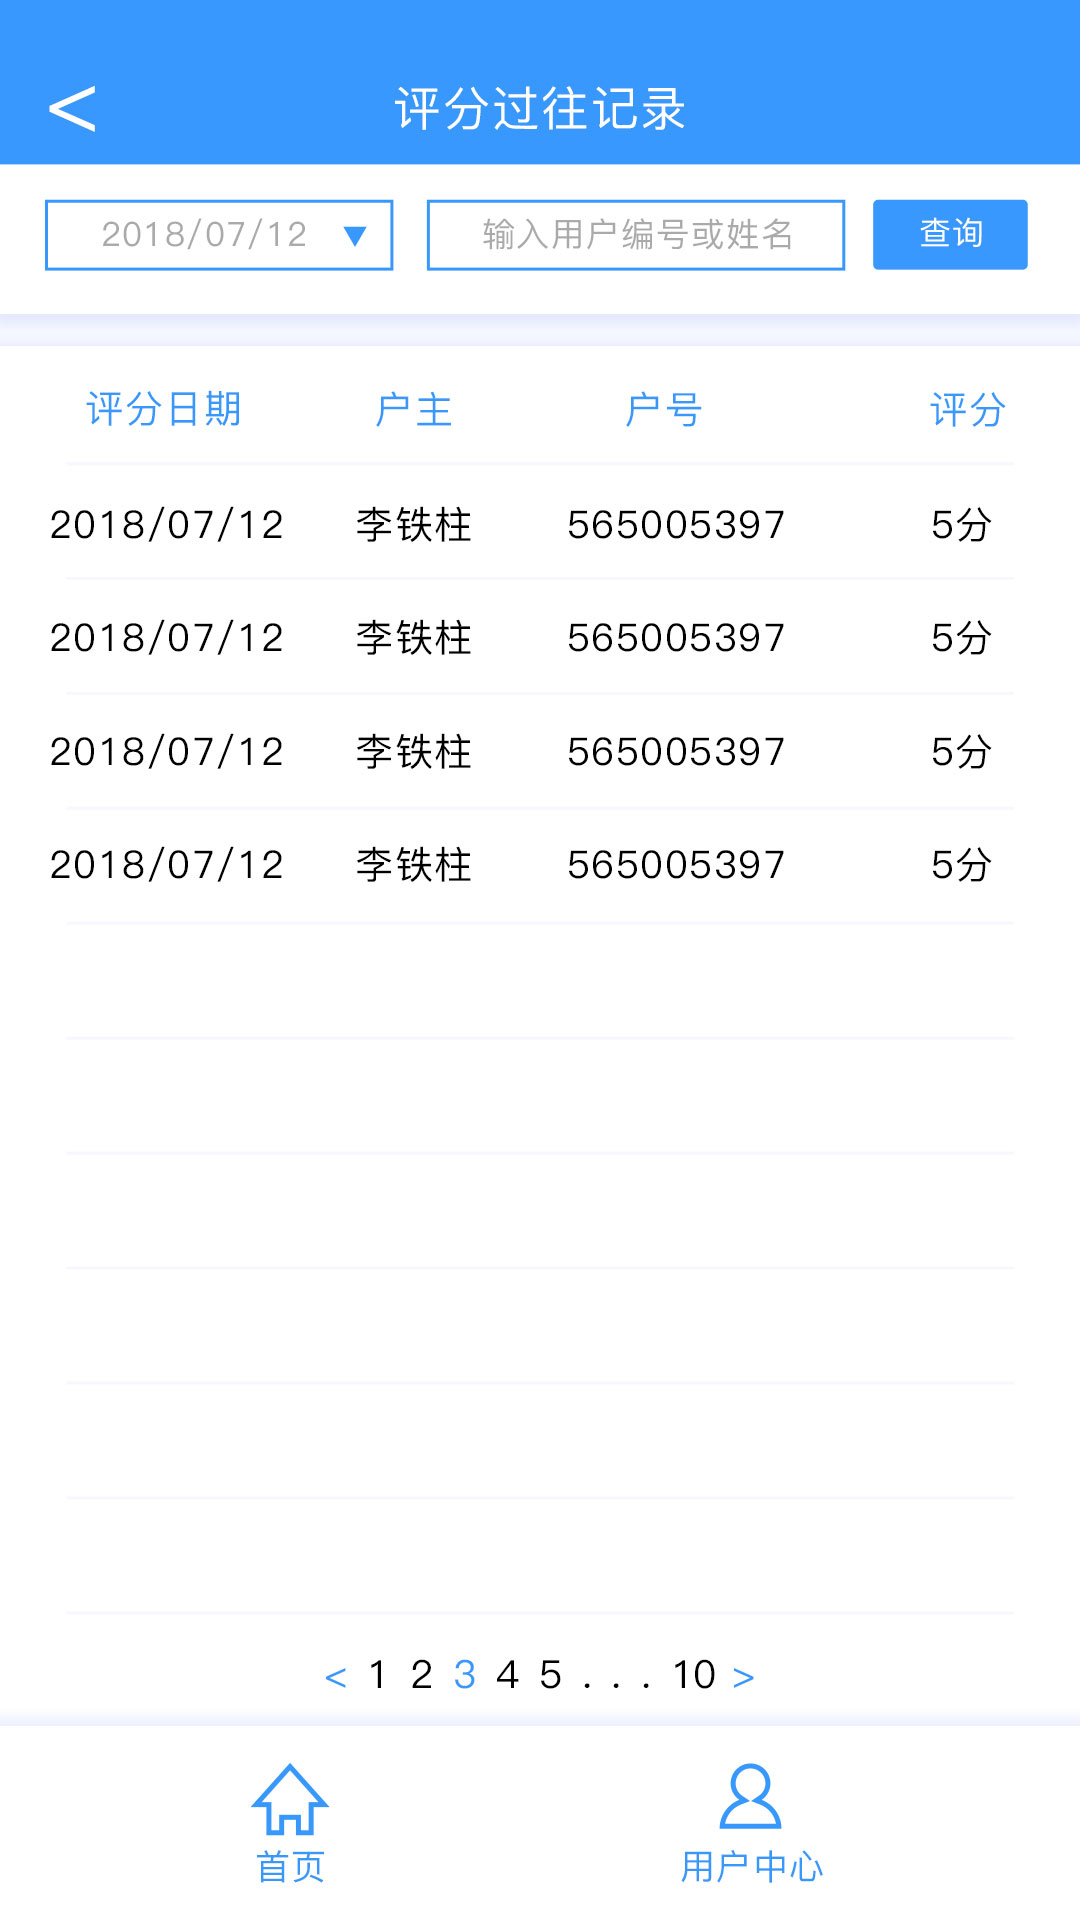 < 评分过往记录
2018/07/12 ▼ 输入用户编号或姓名 查询
评分日期 户主 户号 评分
2018/07/12 李铁柱 565005397 5分
2018/07/12 李铁柱 565005397 5分
2018/07/12 李铁柱 565005397 5分
2018/07/12 李铁柱 565005397 5分
< 1 2 3 4 5 . . . 10 >
首页 用户中心